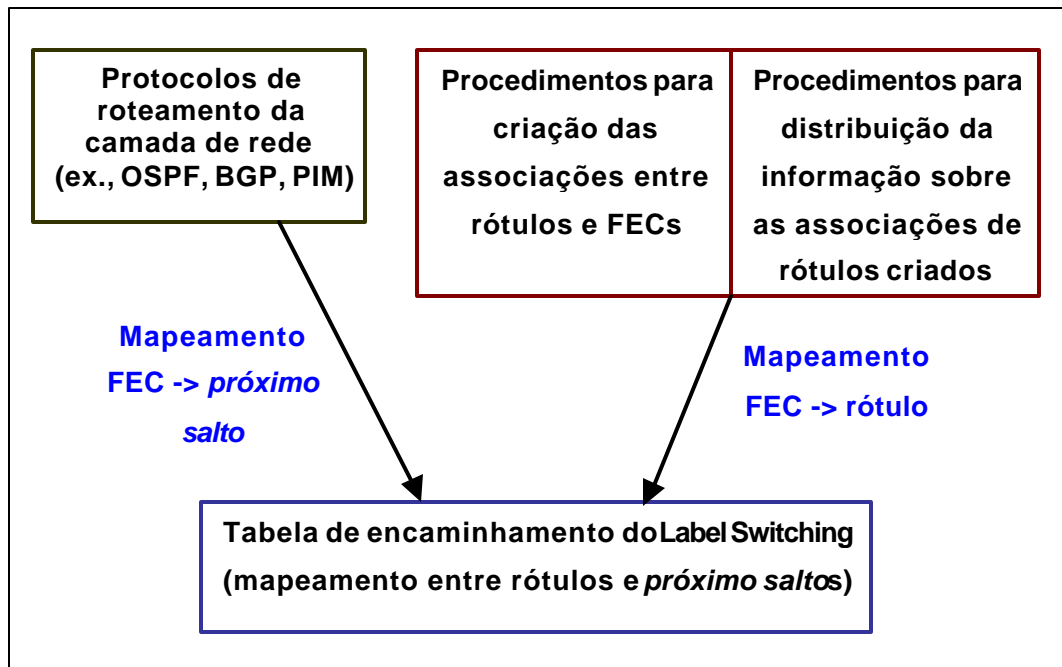 Protocolos de
roteamento da
camada de rede
(ex., OSPF, BGP, PIM)
Procedimentos para
criação das
associações entre
rótulos e FECs
Procedimentos para
distribuição da
informação sobre
as associações de
rótulos criados
Mapeamento
FEC -> próximo
salto
Mapeamento
FEC -> rótulo
Tabela de encaminhamento do Label Switching
(mapeamento entre rótulos e próximo saltos)